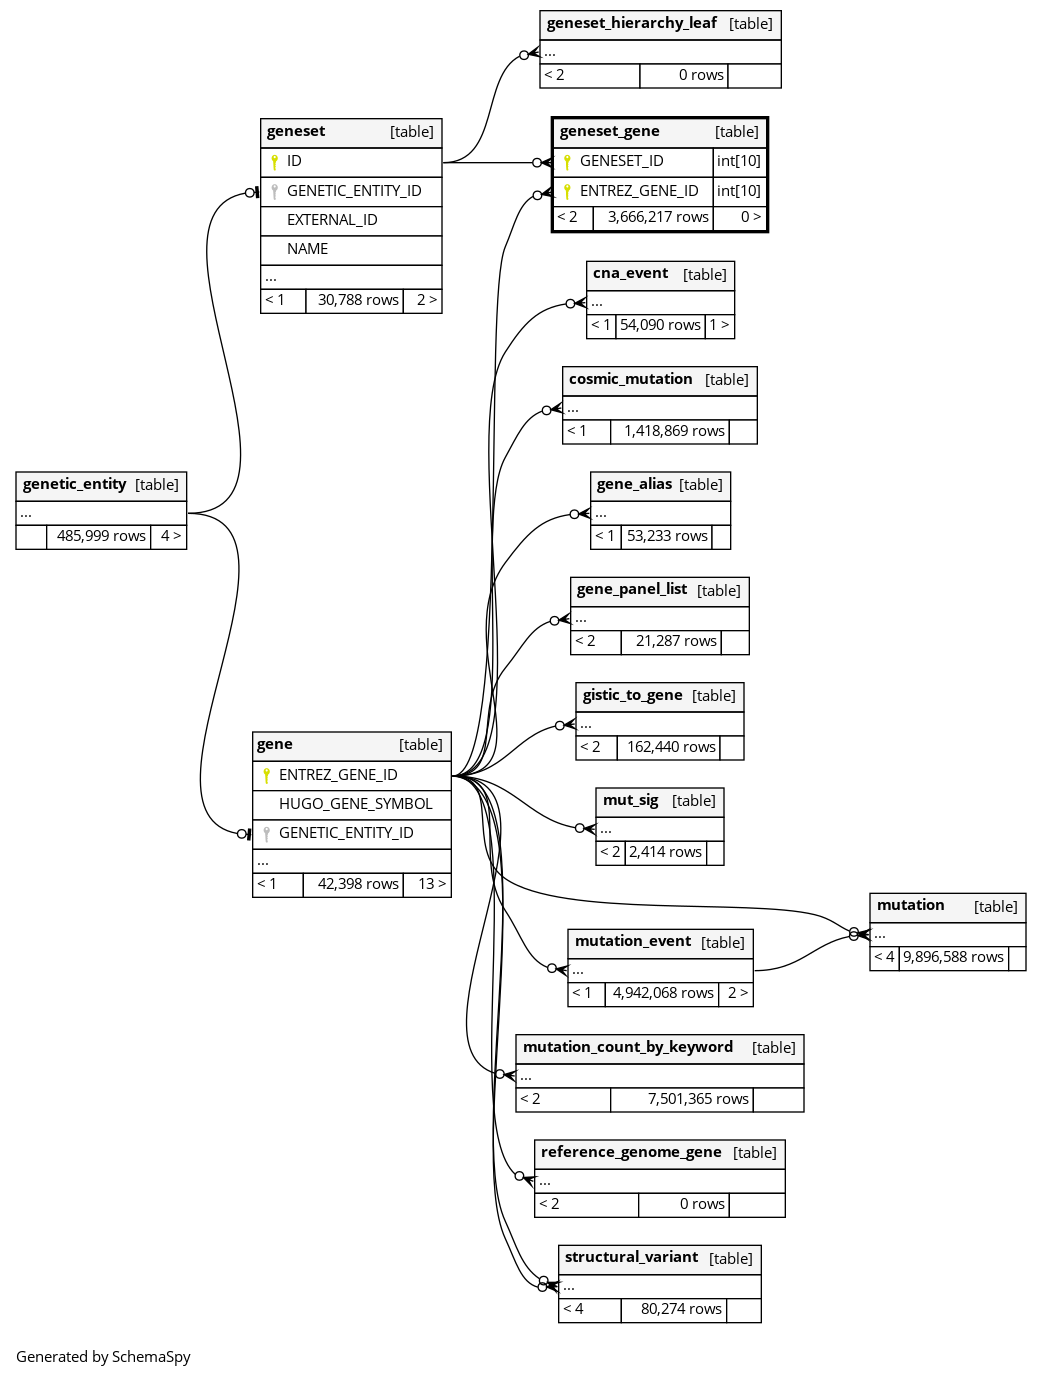 geneset_hierarchy_leaf [table]
...
< 2 0 rows
geneset [table]
ID
GENETIC_ENTITY_ID
EXTERNAL_ID
NAME
...
< 1 30,788 rows 2 >
geneset_gene [table]
GENESET_ID int[10]
ENTREZ_GENE_ID int[10]
< 2 3,666,217 rows 0 >
cna_event [table]
...
< 1 54,090 rows 1 >
cosmic_mutation [table]
...
< 1 1,418,869 rows
genetic_entity [table]
...
485,999 rows 4 >
gene_alias [table]
...
< 1 53,233 rows
gene_panel_list [table]
...
< 2 21,287 rows
gistic_to_gene [table]
...
< 2 162,440 rows
gene [table]
ENTREZ_GENE_ID
HUGO_GENE_SYMBOL
GENETIC_ENTITY_ID
...
< 1 42,398 rows 13 >
mut_sig [table]
...
< 2 2,414 rows
mutation [table]
...
< 4 9,896,588 rows
mutation_event [table]
...
< 1 4,942,068 rows 2 >
mutation_count_by_keyword [table]
...
< 2 7,501,365 rows
reference_genome_gene [table]
...
< 2 0 rows
structural_variant [table]
...
< 4 80,274 rows
Generated by SchemaSpy